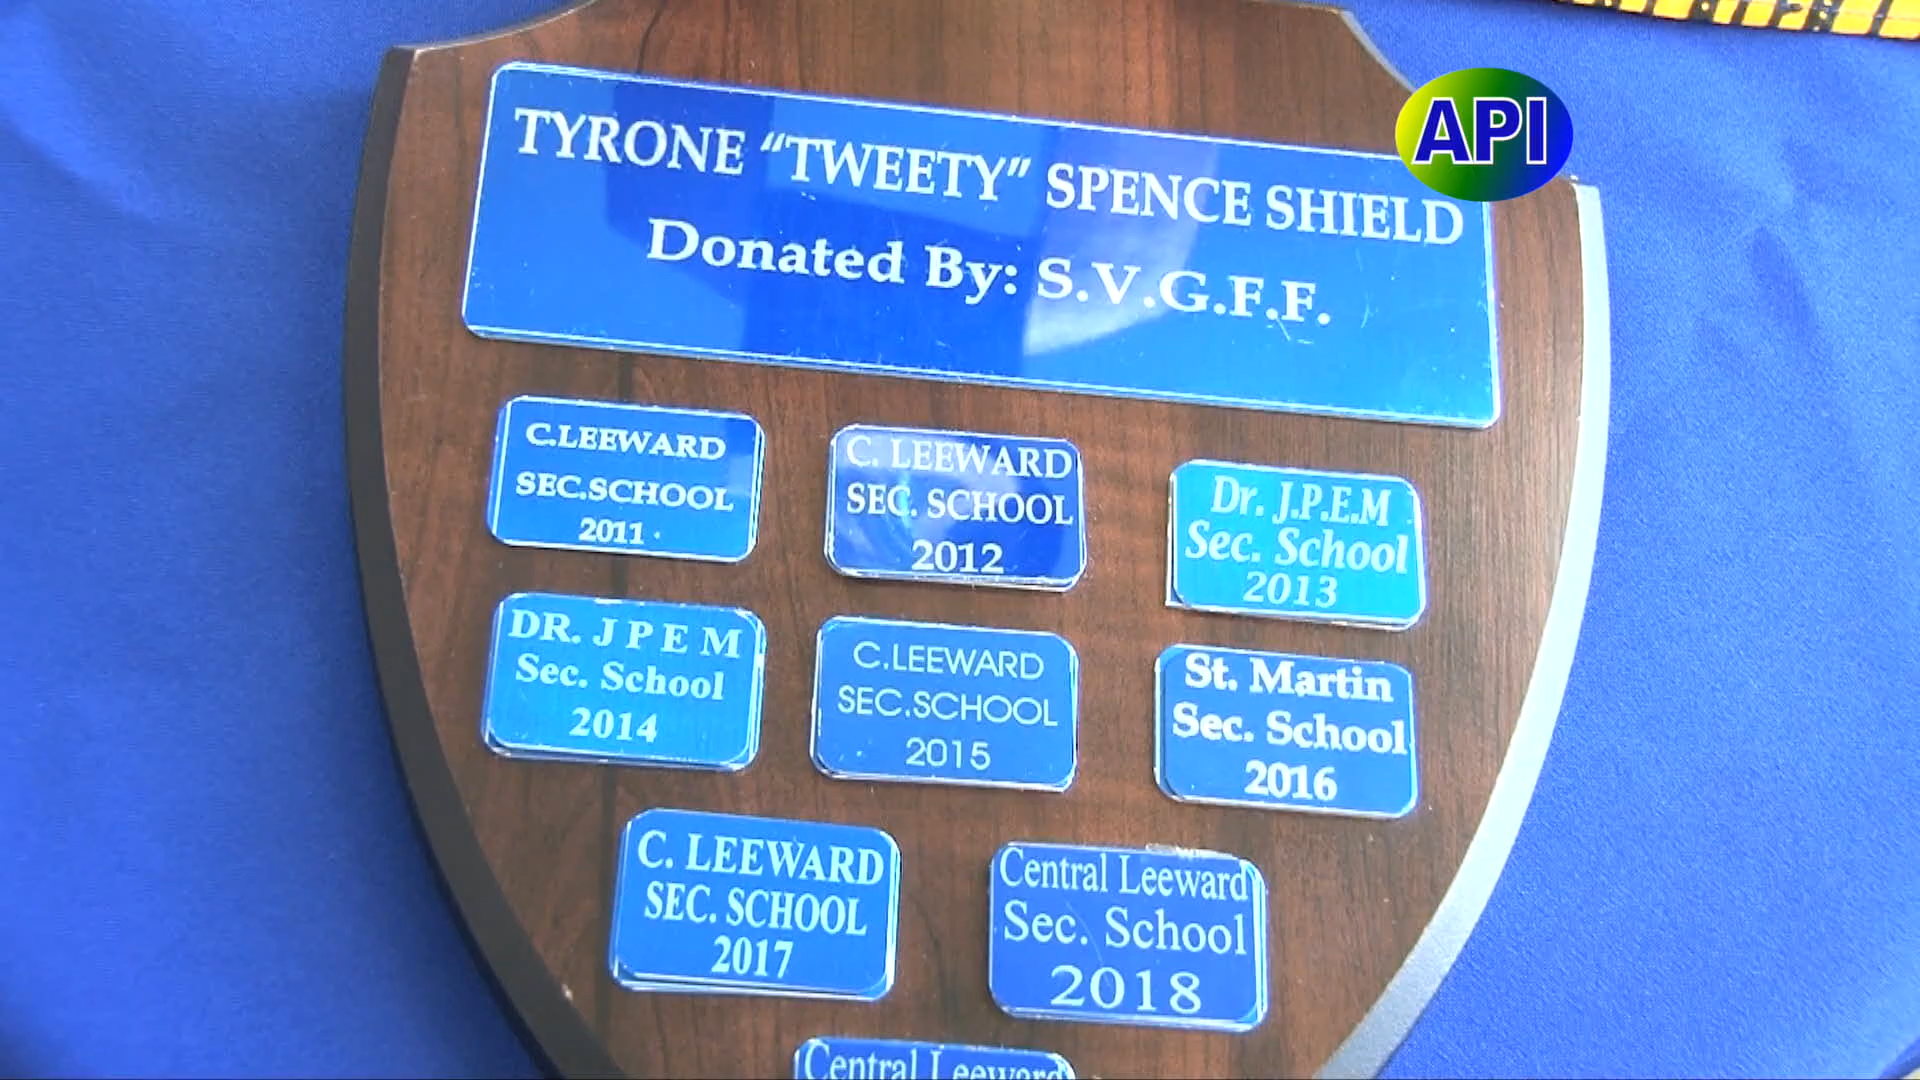 API
TYRONE “TWEETY” SPENCE SHIELD
Donated By: S.V.G.F.F.
C.LEEWARD
SEC.SCHOOL
2011
C. LEEWARD
SEC. SCHOOL
2012
Dr. J.P.E.M
Sec. School
2013
DR. J P E M
Sec. School
2014
C.LEEWARD
SEC.SCHOOL
2015
St. Martin
Sec. School
2016
C. LEEWARD
SEC. SCHOOL
2017
Central Leeward
Sec. School
2018
Central Leeward